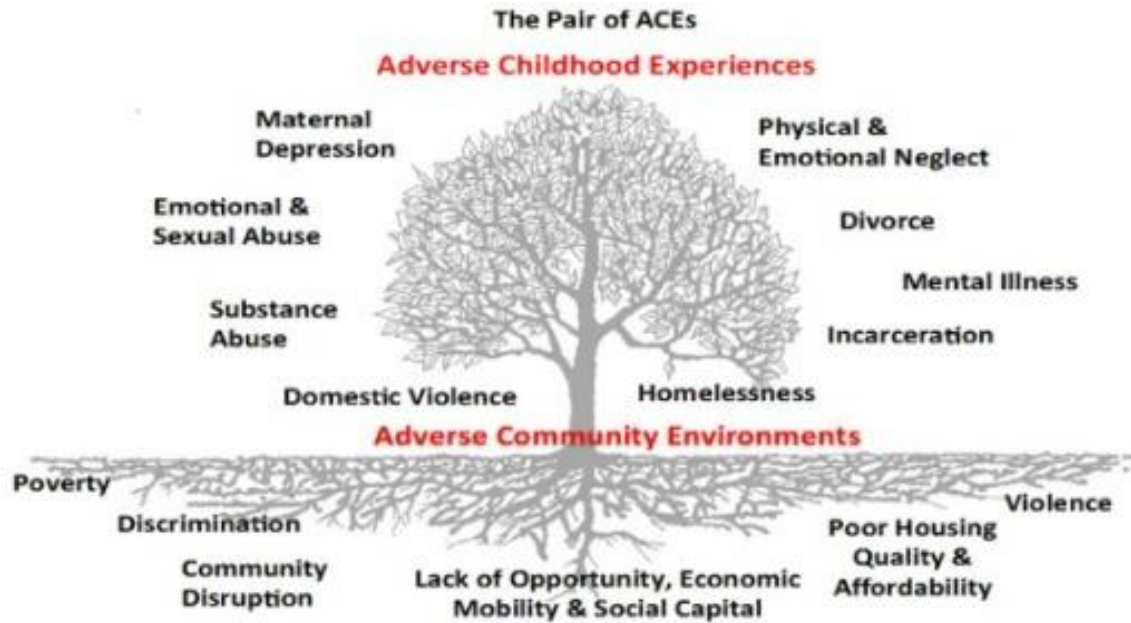 The Pair of ACEs
Adverse Childhood Experiences
Maternal
Depression
Physical &
Emotional Neglect
Emotional &
Sexual Abuse
Divorce
Mental Illness
Substance
Abuse
Incarceration
Domestic Violence
Homelessness
Adverse Community Environments
Poverty
Violence
Discrimination
Poor Housing
Quality &
Affordability
Community
Disruption
Lack of Opportunity, Economic
Mobility & Social Capital